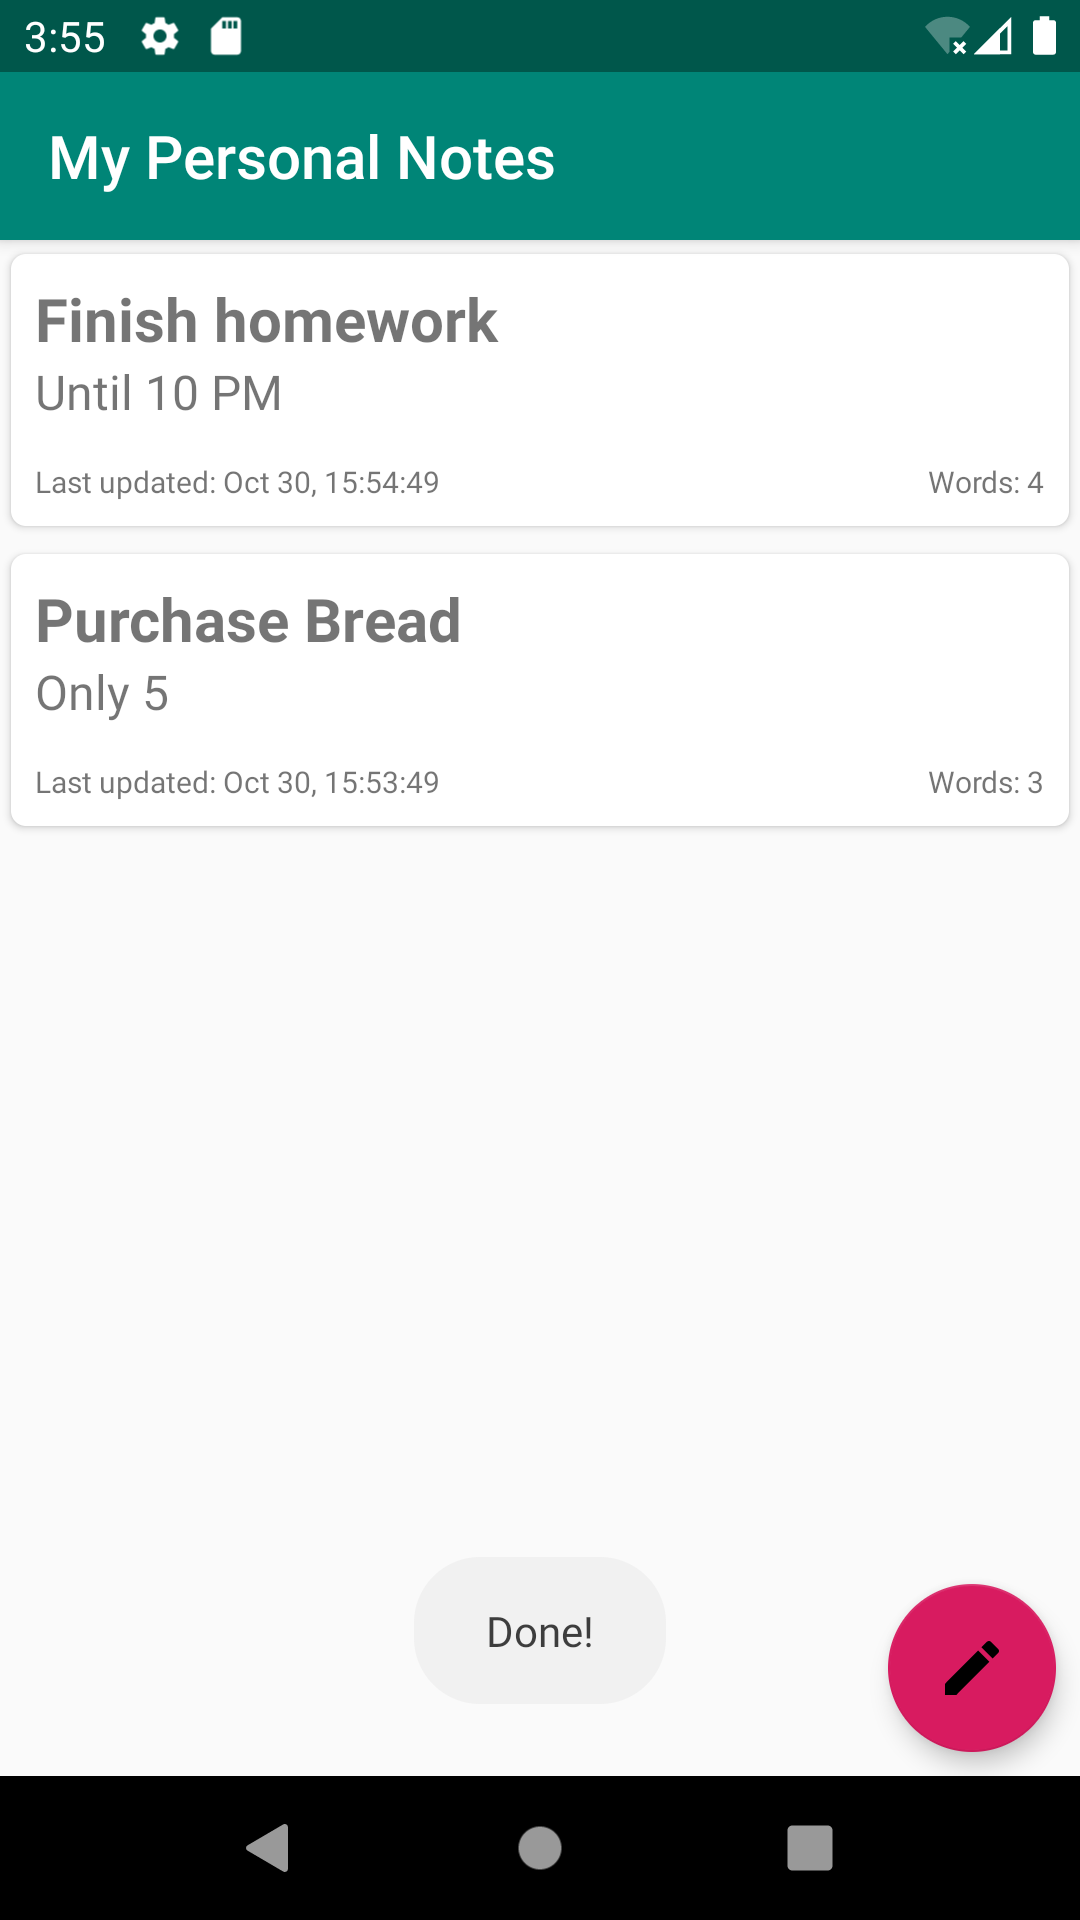 3:55
My Personal Notes
Finish homework
Until 10 PM
Last updated: Oct 30, 15:54:49 Words: 4
Purchase Bread
Only 5
Last updated: Oct 30, 15:53:49 Words: 3
Done!